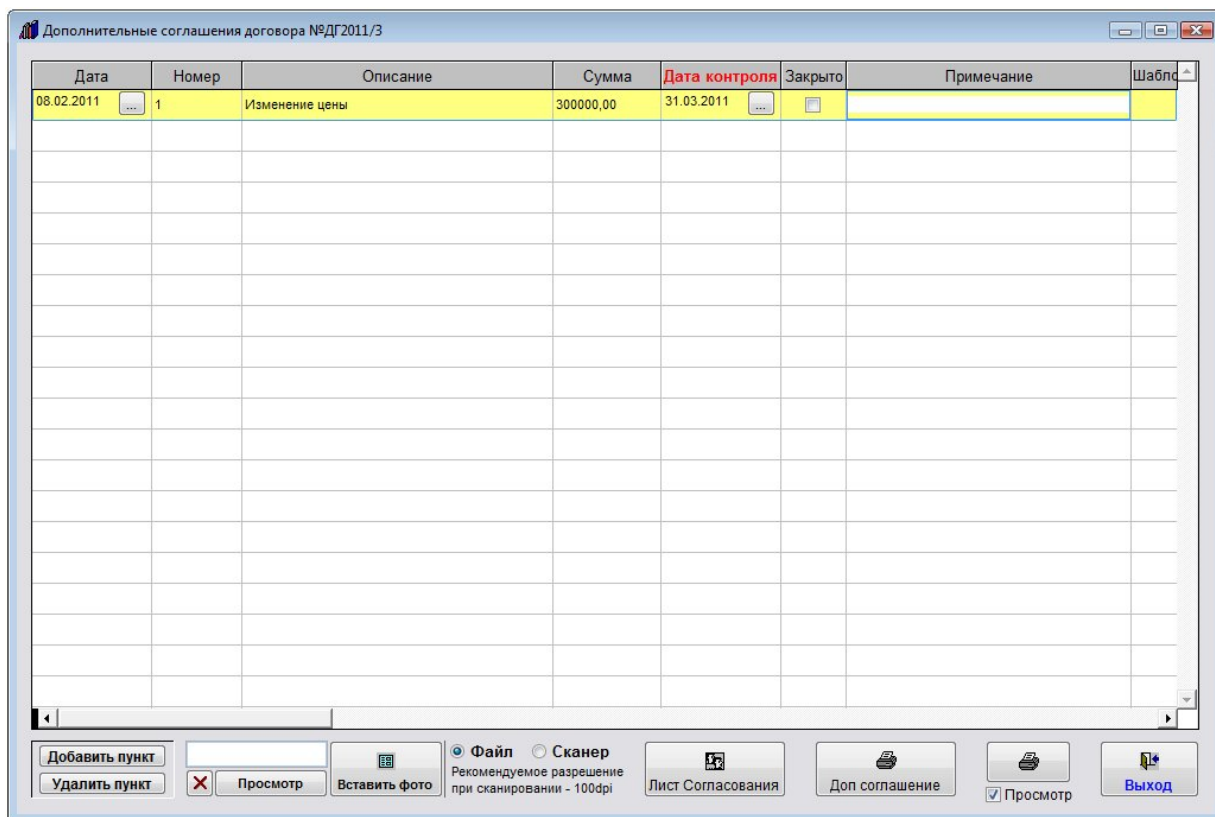 Дополнительные соглашения договора №ДГ2011/3
Дата Номер Описание Сумма Дата контроля Закрыто Примечание Шабло
08.02.2011 ... 1 Изменение цены 300000,00 31.03.2011 ...
Добавить пункт
Удалить пункт
Просмотр
Вставить фото
Файл Сканер
Рекомендуемое разрешение
при сканировании - 100dpi
Лист Согласования
Доп соглашение
Просмотр
Выход